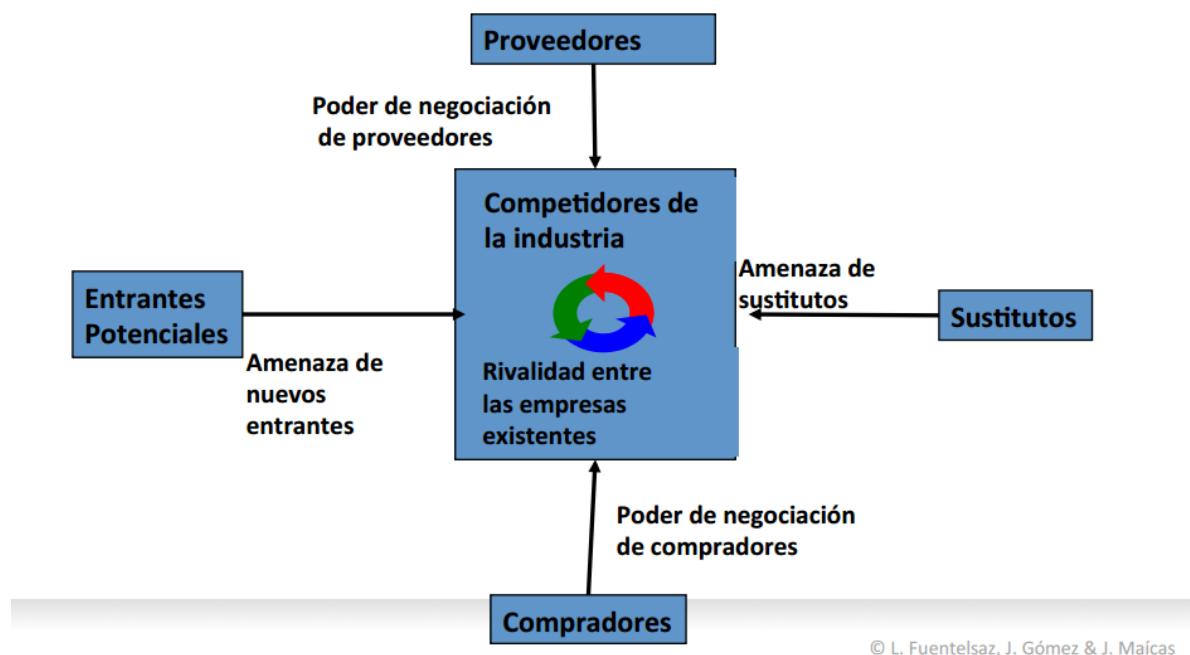 Proveedores
Poder de negociación
de proveedores
Competidores de
la industria
Amenaza de
sustitutos
Entrantes
Potenciales
Sustitutos
Amenaza de
nuevos
entrantes
Rivalidad entre
las empresas
existentes
Poder de negociación
de compradores
Compradores
© L. Fuentelsaz, J. Gómez & J. Maícas